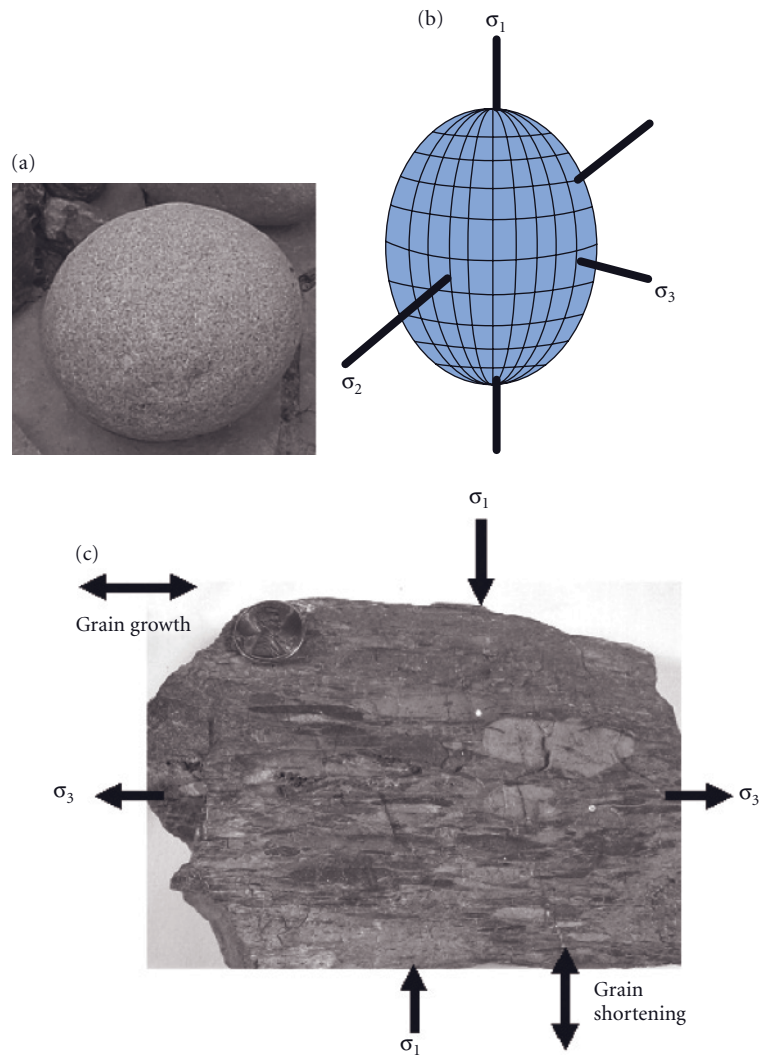 (a)
(b)
σ1
σ2
σ3
(c)
σ1
Grain growth
σ3
σ3
Grain
shortening
σ1